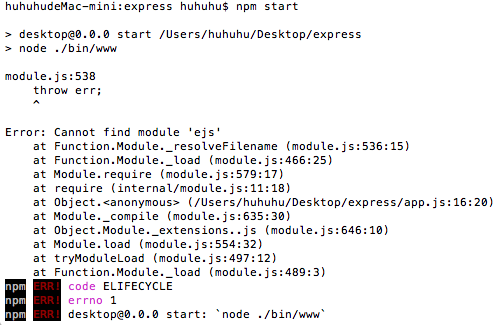 huhuhudeMac-mini:express huhuhu$ npm start
> desktop@0.0.0 start /Users/huhuhu/Desktop/express
> node ./bin/www
module.js:538
    throw err;
    ^
Error: Cannot find module 'ejs'
    at Function.Module._resolveFilename (module.js:536:15)
    at Function.Module._load (module.js:466:25)
    at Module.require (module.js:579:17)
    at require (internal/module.js:11:18)
    at Object.<anonymous> (/Users/huhuhu/Desktop/express/app.js:16:20)
    at Module._compile (module.js:635:30)
    at Object.Module._extensions..js (module.js:646:10)
    at Module.load (module.js:554:32)
    at tryModuleLoad (module.js:497:12)
    at Function.Module._load (module.js:489:3)
npm ERR! code ELIFECYCLE
npm ERR! errno 1
npm ERR! desktop@0.0.0 start: `node ./bin/www`